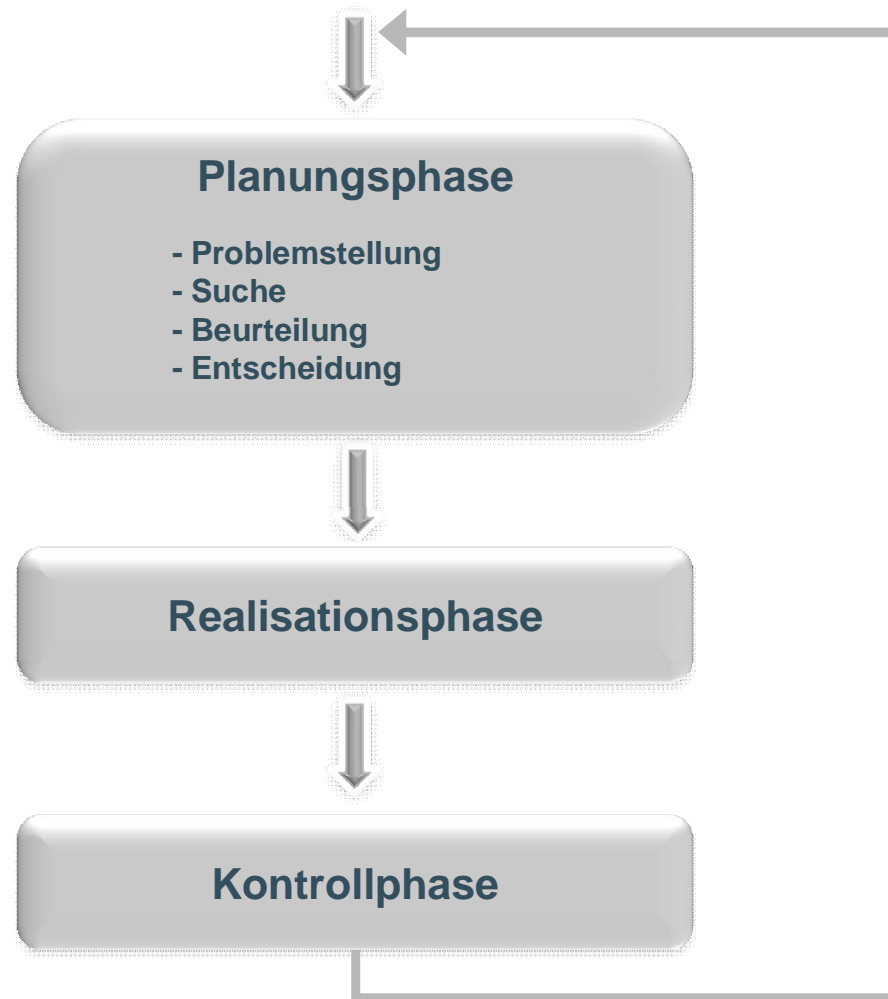 Planungsphase
- Problemstellung
- Suche
- Beurteilung
- Entscheidung
Realisationsphase
Kontrollphase